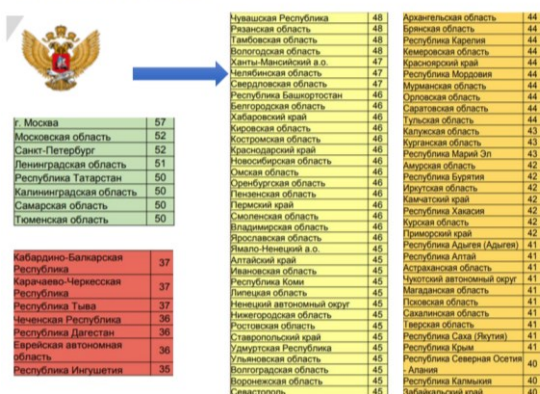 г. Москва 57
Московская область 52
Санкт-Петербург 52
Ленинградская область 51
Республика Татарстан 50
Калининградская область 50
Самарская область 50
Тюменская область 50
Кабардино-Балкарская
Республика 37
Карачаево-Черкесская
Республика 37
Республика Тыва 37
Чеченская Республика 36
Республика Дагестан 36
Еврейская автономная
область 36
Республика Ингушетия 35
Чувашская Республика 48
Рязанская область 48
Тамбовская область 48
Вологодская область 48
Ханты-Мансийский а.о. 47
Челябинская область 47
Свердловская область 47
Республика Башкортостан 46
Белгородская область 46
Хабаровский край 46
Кировская область 46
Костромская область 46
Краснодарский край 46
Новосибирская область 46
Омская область 46
Оренбургская область 46
Пензенская область 46
Пермский край 46
Смоленская область 46
Владимирская область 46
Ярославская область 46
Ямало-Ненецкий а.о. 45
Алтайский край 45
Ивановская область 45
Республика Коми 45
Липецкая область 45
Ненецкий автономный округ 45
Нижегородская область 45
Ростовская область 45
Ставропольский край 45
Удмуртская Республика 45
Ульяновская область 45
Волгоградская область 45
Воронежская область 45
Севастополь 45
Архангельская область 44
Брянская область 44
Республика Карелия 44
Кемеровская область 44
Красноярский край 44
Республика Мордовия 44
Мурманская область 44
Орловская область 44
Саратовская область 44
Тульская область 44
Калужская область 43
Курганская область 43
Республика Марий Эл 43
Амурская область 42
Республика Бурятия 42
Иркутская область 42
Камчатский край 42
Республика Хакасия 42
Курская область 42
Приморский край 42
Республика Адыгея (Адыгея) 41
Республика Алтай 41
Астраханская область 41
Чукотский автономный округ 41
Магаданская область 41
Псковская область 41
Сахалинская область 41
Тверская область 41
Республика Саха (Якутия) 41
Республика Крым 41
Республика Северная Осетия
- Алания 40
Республика Калмыкия 40
Забайкальский край 40